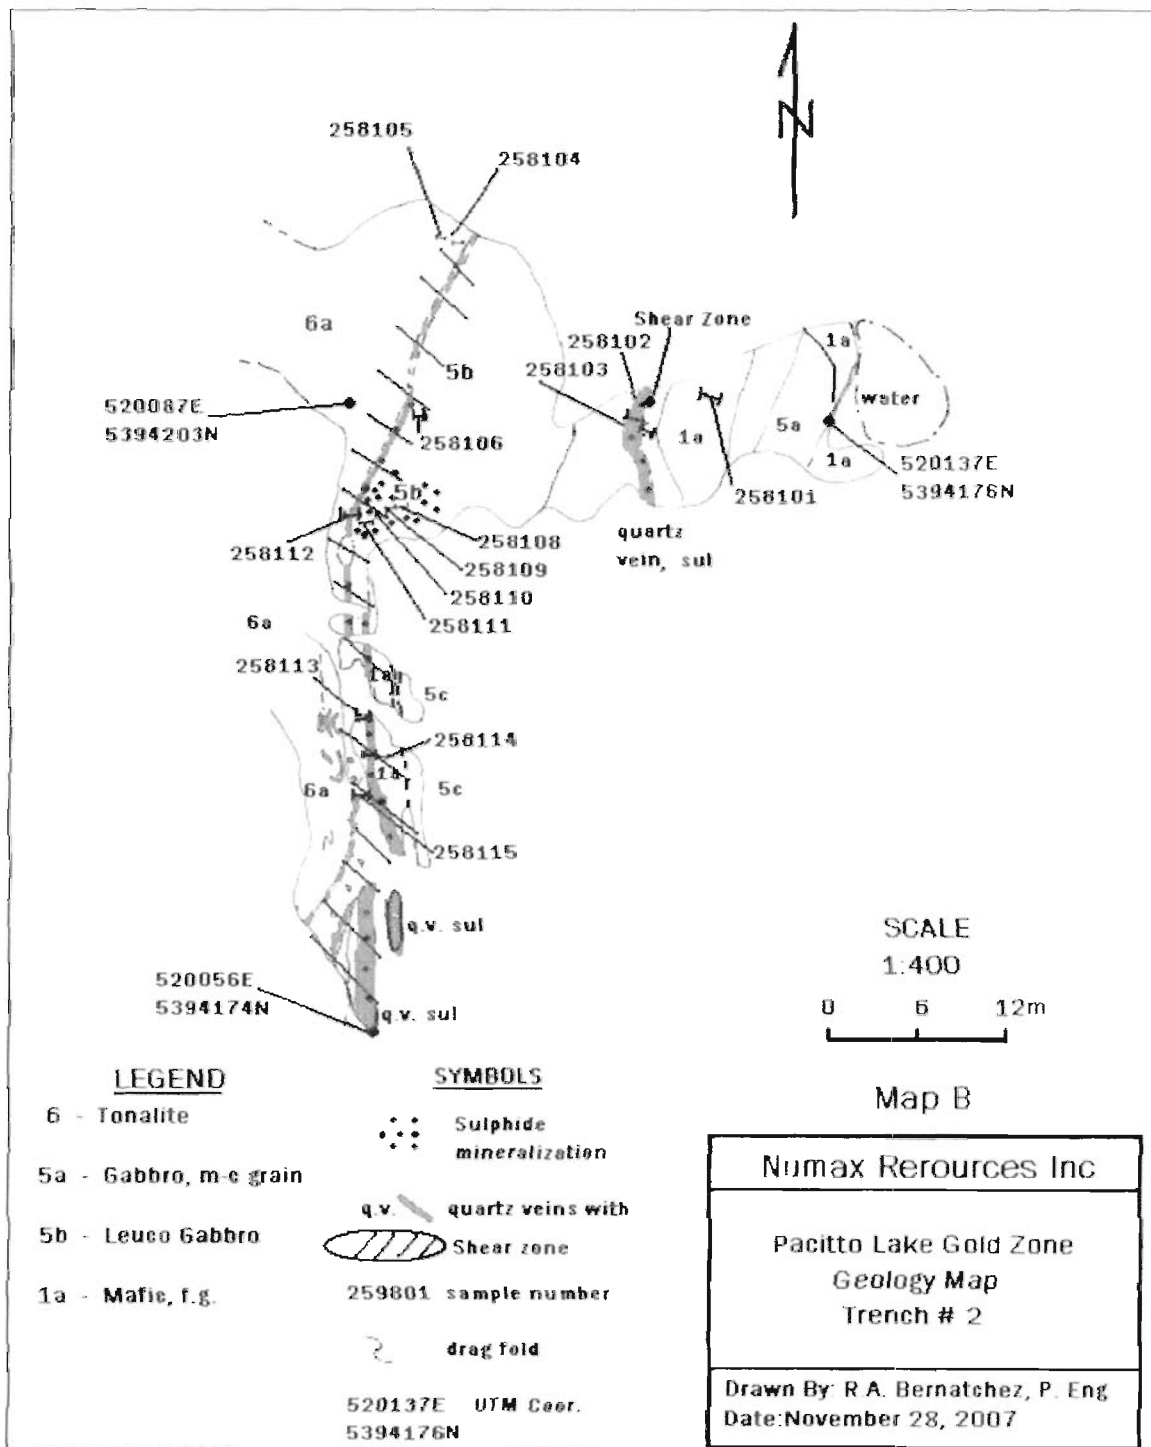 N
258105
258104
6a
5b
Shear Zone
258102
258103
1a
water
520087E
5394203N
258106
1a
5a
1a
520137E
5394176N
258101
5b
quartz
vein, sul
258112
258108
258109
258110
258111
6a
258113
1a
5c
258114
1a
6a
5c
258115
q.v. sul
520056E
5394174N
q.v. sul
SCALE
1:400
0 6 12m
Map B
LEGEND
6 - Tonalite
5a - Gabbro, m-c grain
5b - Leuco Gabbro
1a - Mafic, f.g.
SYMBOLS
Sulphide
mineralization
q.v. quartz veins with
Shear zone
259801 sample number
drag fold
520137E UTM Coor.
5394176N
Numax Rerources Inc
Pacitto Lake Gold Zone
Geology Map
Trench # 2
Drawn By: R.A. Bernatchez, P. Eng
Date:November 28, 2007